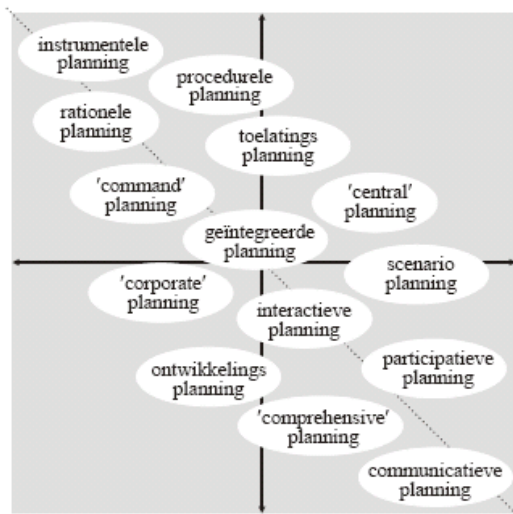 instrumentele
planning
procedurele
planning
rationele
planning
toelatings
planning
'command'
planning
'central'
planning
geïntegreerde
planning
scenario
planning
'corporate'
planning
interactieve
planning
ontwikkelings
planning
participatieve
planning
'comprehensive'
planning
communicatieve
planning